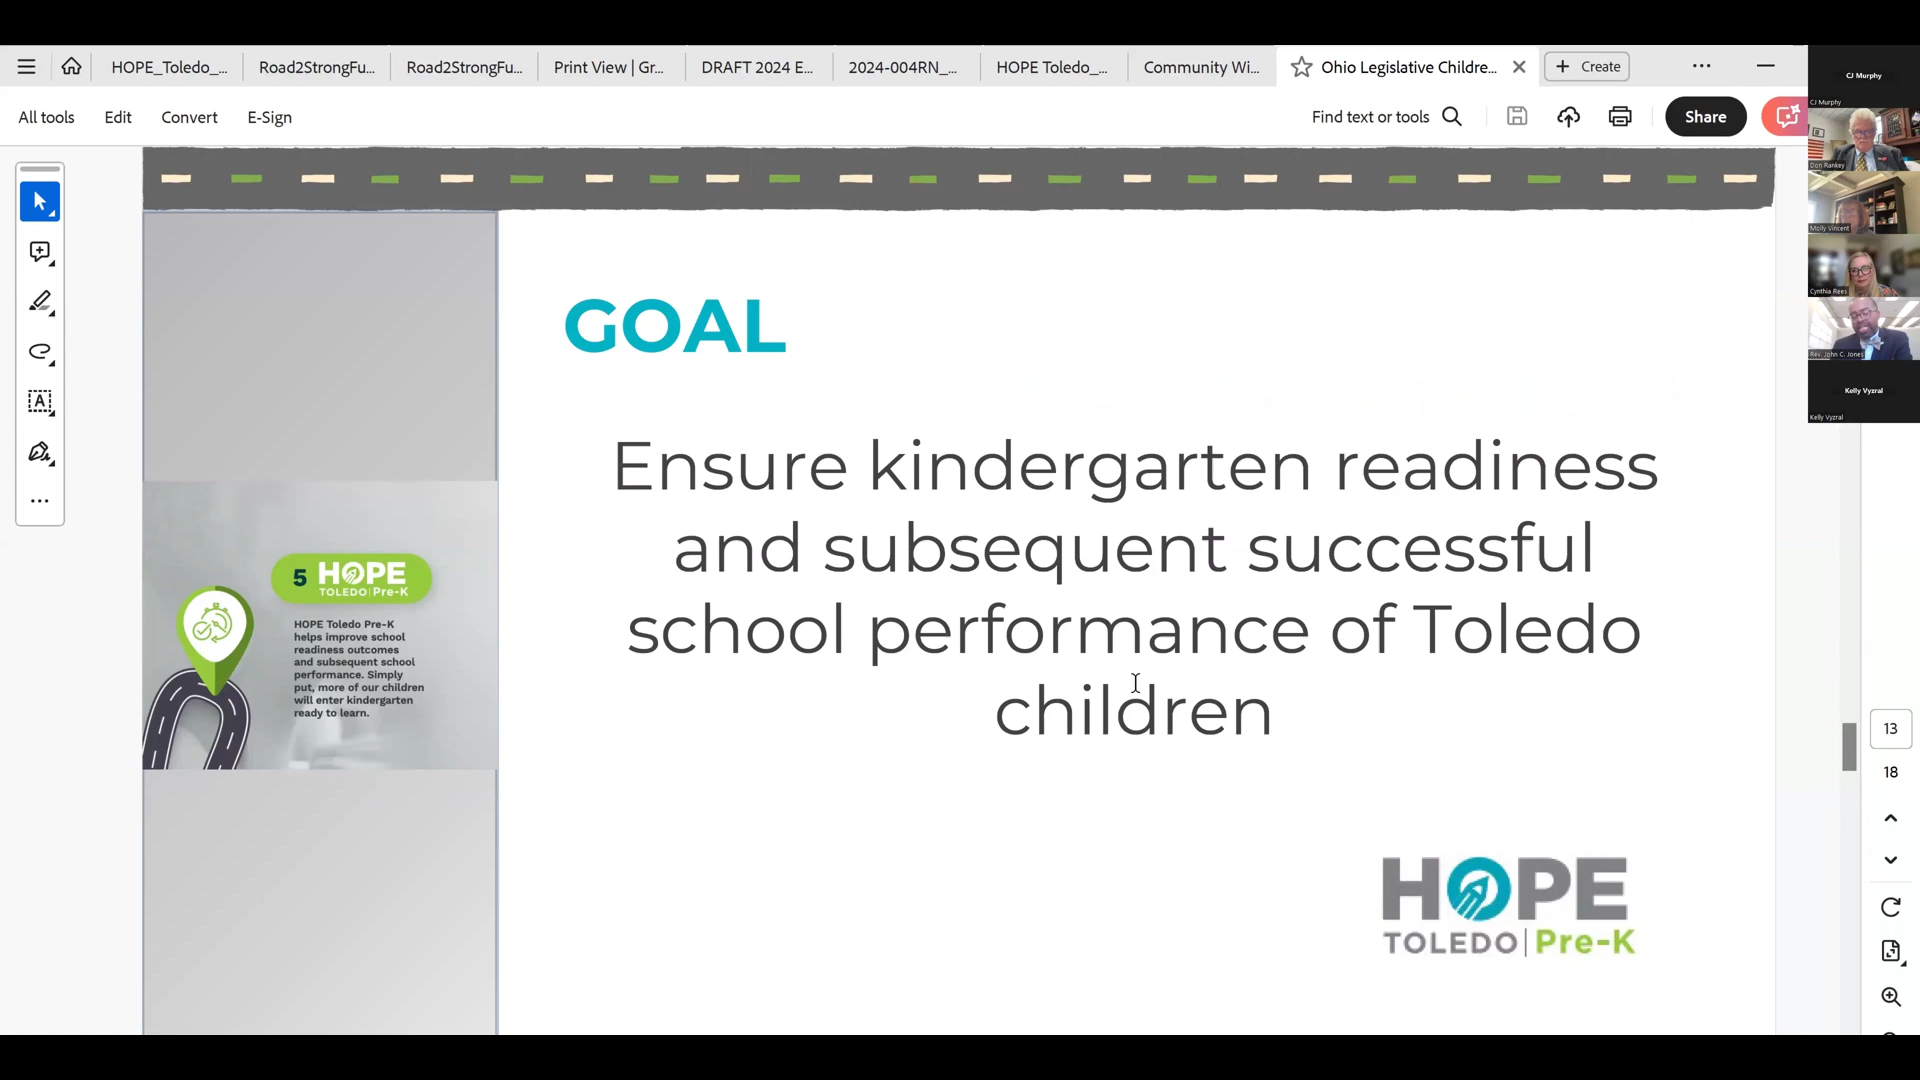 HOPE_Toledo_...
Road2StrongFu...
Road2StrongFu...
Print View | Gr...
DRAFT 2024 E...
2024-004RN_...
HOPE Toledo_...
Community Wi...
Ohio Legislative Childre...
Create
All tools
Edit
Convert
E-Sign
Find text or tools
Share
GOAL
Ensure kindergarten readiness
and subsequent successful
school performance of Toledo
children
5 HOPE
TOLEDO | Pre-K
HOPE Toledo Pre-K
helps improve school
readiness outcomes
and subsequent school
performance. Simply
put, more of our children
will enter kindergarten
ready to learn.
HOPE
TOLEDO | Pre-K
CJ Murphy
CJ Murphy
Don Rankey
Molly Vincent
Cynthia Rees
Rev. John C. Jones
Kelly Vyzral
Kelly Vyzral
13
18